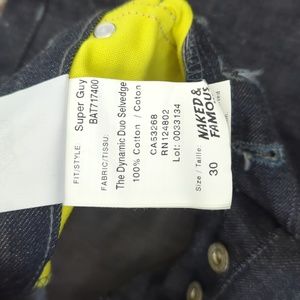 FIT/STYLE: Super Guy
BAT717400
FABRIC/TISSU:
The Dynamic Duo Selvedge
100% Cotton / Coton
CA53268
RN124802
Lot: 0033134
NAKED &
FAMOUS
Size / Taille
30